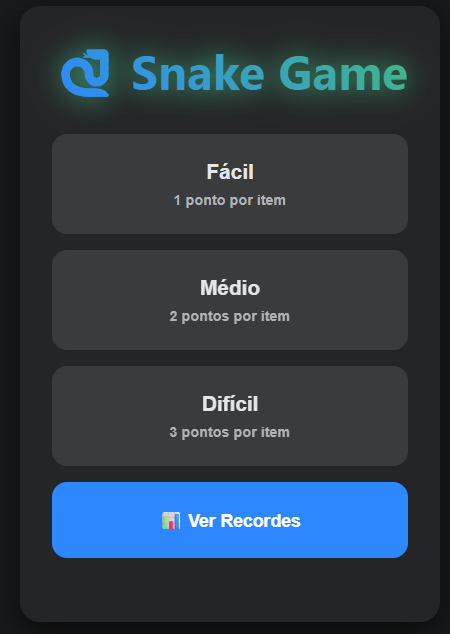 Snake Game
Fácil
1 ponto por item
Médio
2 pontos por item
Difícil
3 pontos por item
Ver Recordes